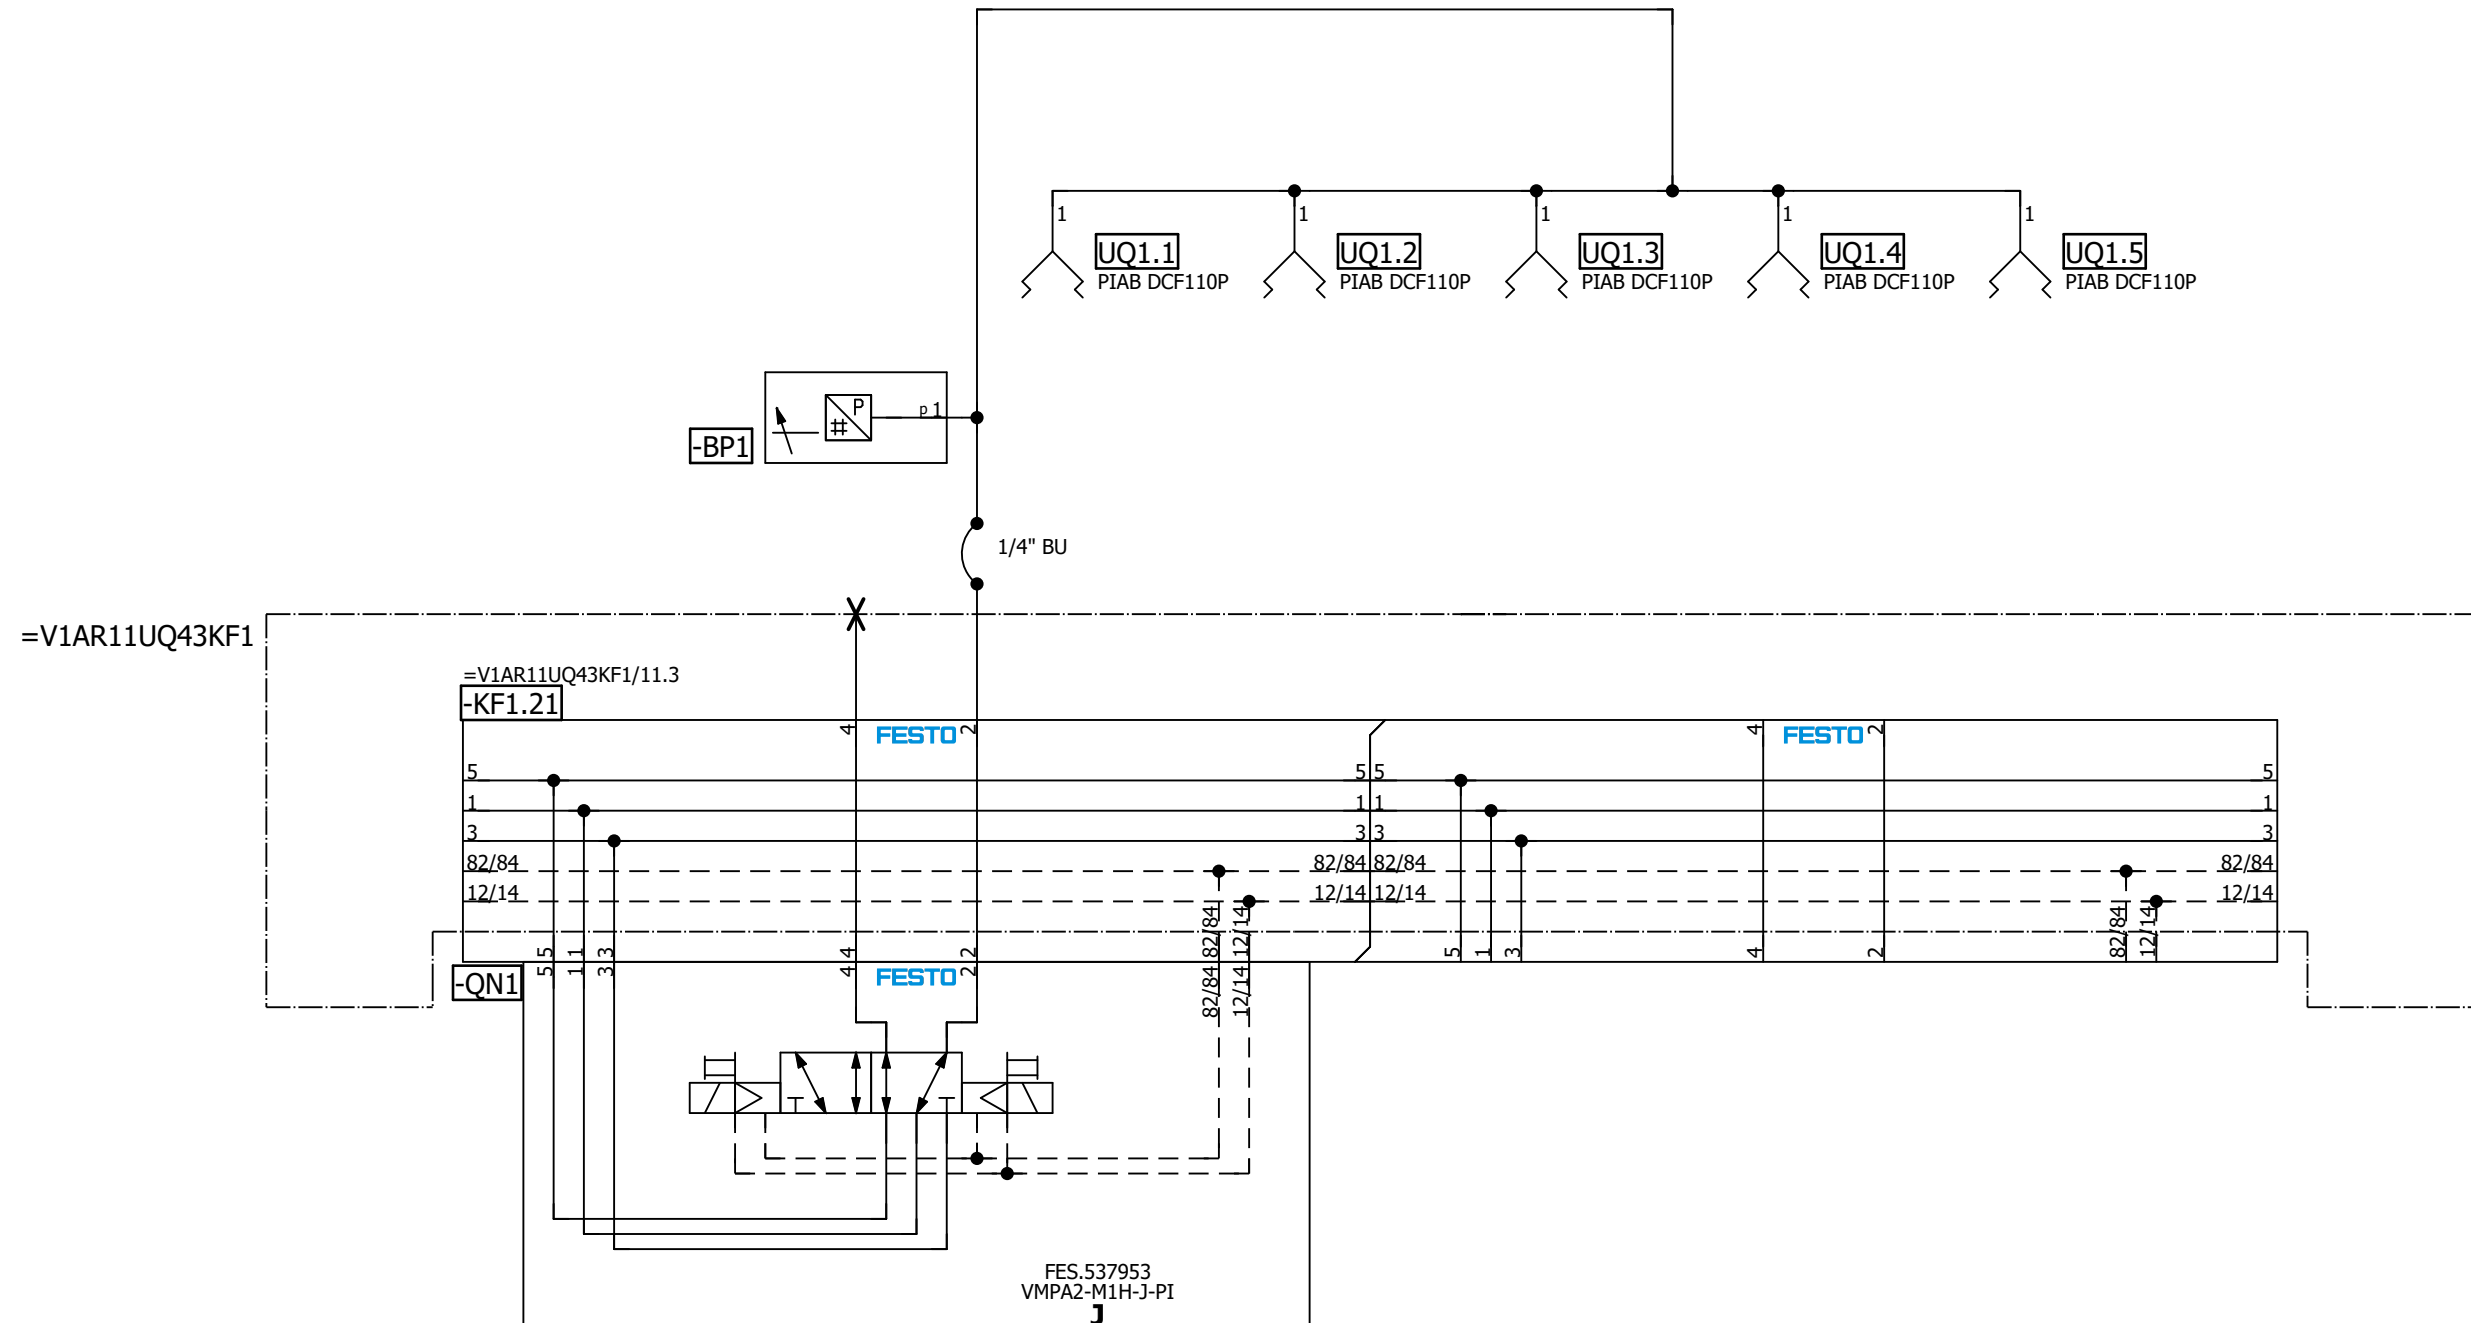 1 1 1 1 1
UQ1.1 UQ1.2 UQ1.3 UQ1.4 UQ1.5
PIAB DCF110P PIAB DCF110P PIAB DCF110P PIAB DCF110P PIAB DCF110P
P
#
p 1
-BP1
1/4" BU
=V1AR11UQ43KF1
=V1AR11UQ43KF1/11.3
-KF1.21
4 FESTO 2 4 FESTO 2
5 5 5 5
1 1 1 1
3 3 3 3
82/84 82/84 82/84 82/84
12/14 12/14 12/14 12/14
5 1 3 4 2 82/84 12/14 5 1 3 4 2 82/84 12/14
-QN1
5 1 3 4 FESTO 2 82/84 12/14
FES.537953
VMPA2-M1H-J-PI
J